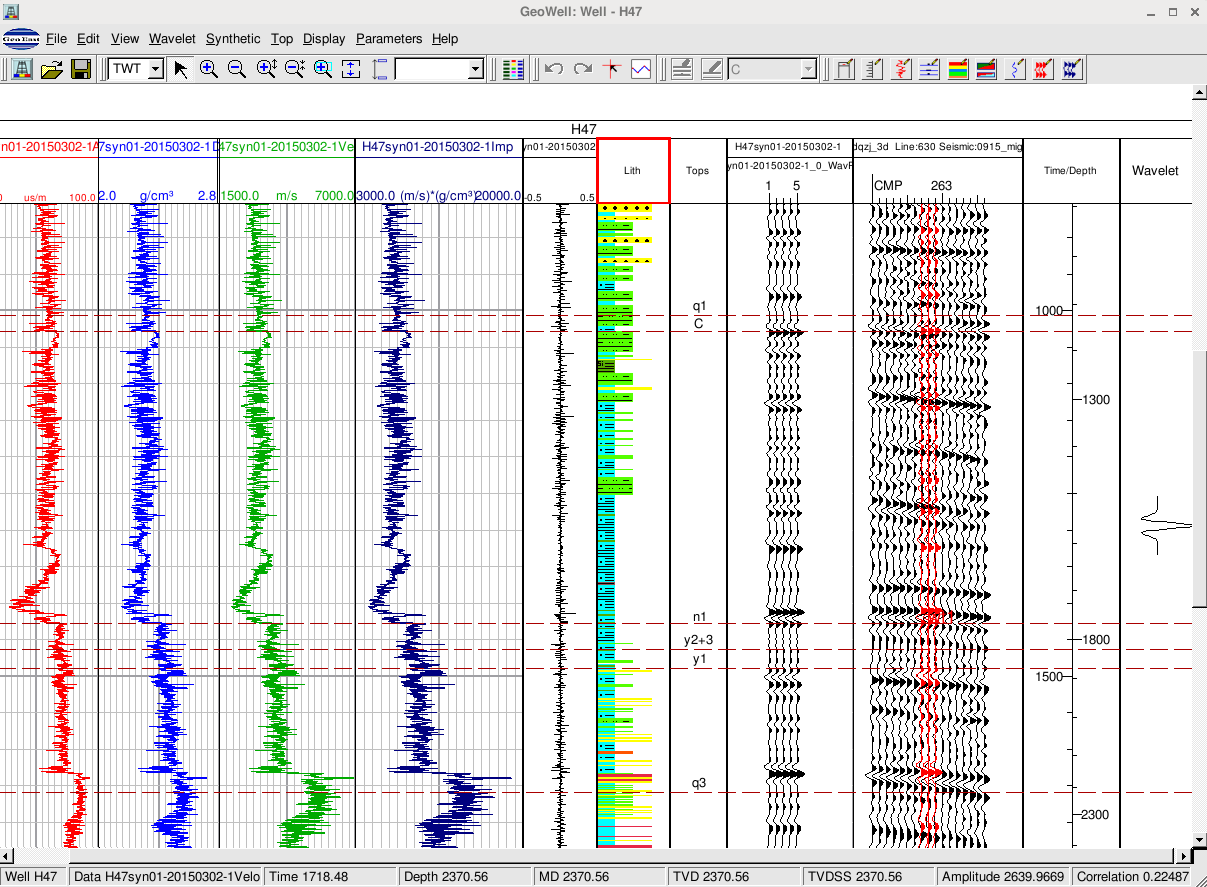 GeoWell: Well - H47
Geo East File Edit View Wavelet Synthetic Top Display Parameters Help
TWT C
H47
n01-20150302-1A 7syn01-20150302-1D 47syn01-20150302-1Ve H47syn01-20150302-1Imp yn01-20150302 H47syn01-20150302-1 dqzj_3d Line:630 Seismic:0915_mig
yn01-20150302-1_0_WavF
Lith Tops Time/Depth Wavelet
1 5 CMP 263
us/m 100.0 2.0 g/cm³ 2.8 1500.0 m/s 7000.0 3000.0 (m/s)*(g/cm³) 20000.0 -0.5 0.5
q1
1000
C
1300
n1
y2+3
1800
y1
1500
q3
2300
Well H47 Data H47syn01-20150302-1Velo Time 1718.48 Depth 2370.56 MD 2370.56 TVD 2370.56 TVDSS 2370.56 Amplitude 2639.9669 Correlation 0.22487